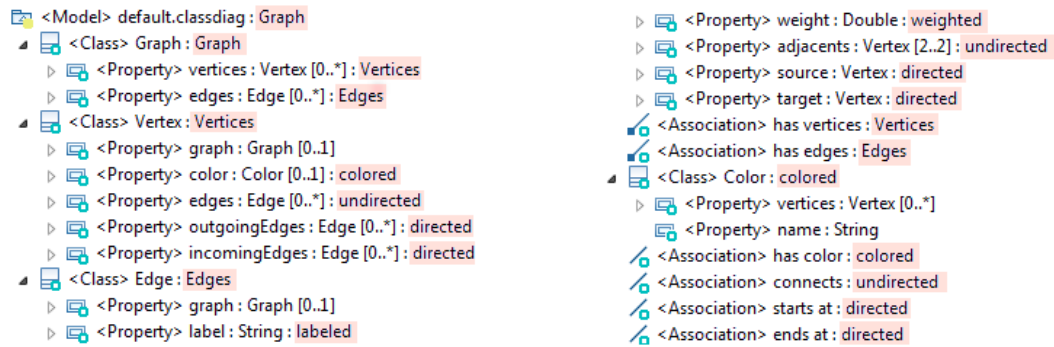 <Model> default.classdiag : Graph
<Class> Graph : Graph
<Property> vertices : Vertex [0..*] : Vertices
<Property> edges : Edge [0..*] : Edges
<Class> Vertex : Vertices
<Property> graph : Graph [0..1]
<Property> color : Color [0..1] : colored
<Property> edges : Edge [0..*] : undirected
<Property> outgoingEdges : Edge [0..*] : directed
<Property> incomingEdges : Edge [0..*] : directed
<Class> Edge : Edges
<Property> graph : Graph [0..1]
<Property> label : String : labeled
<Property> weight : Double : weighted
<Property> adjacents : Vertex [2..2] : undirected
<Property> source : Vertex : directed
<Property> target : Vertex : directed
<Association> has vertices : Vertices
<Association> has edges : Edges
<Class> Color : colored
<Property> vertices : Vertex [0..*]
<Property> name : String
<Association> has color : colored
<Association> connects : undirected
<Association> starts at : directed
<Association> ends at : directed